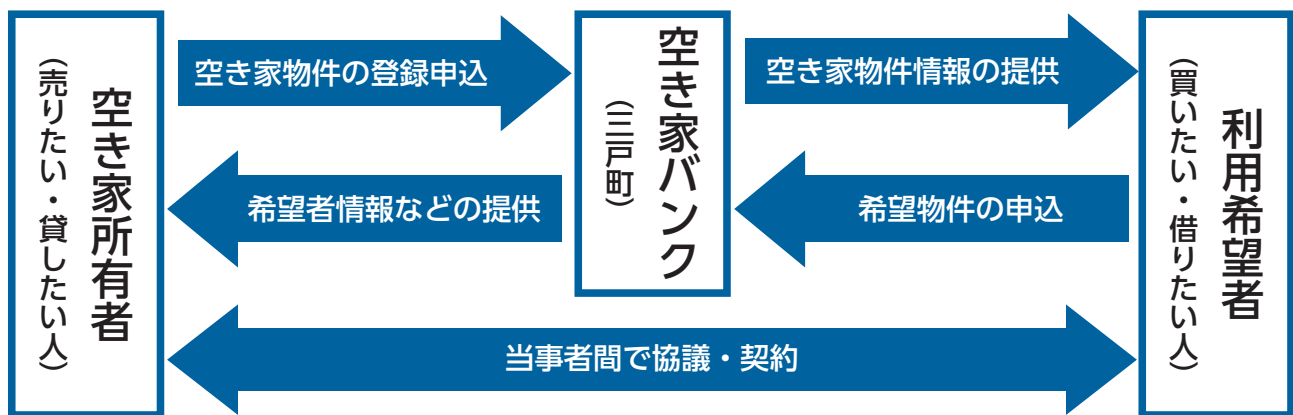 空き家所有者
（売りたい・貸したい人）
空き家物件の登録申込
希望者情報などの提供
空き家バンク
（三戸町）
空き家物件情報の提供
希望物件の申込
利用希望者
（買いたい・借りたい人）
当事者間で協議・契約